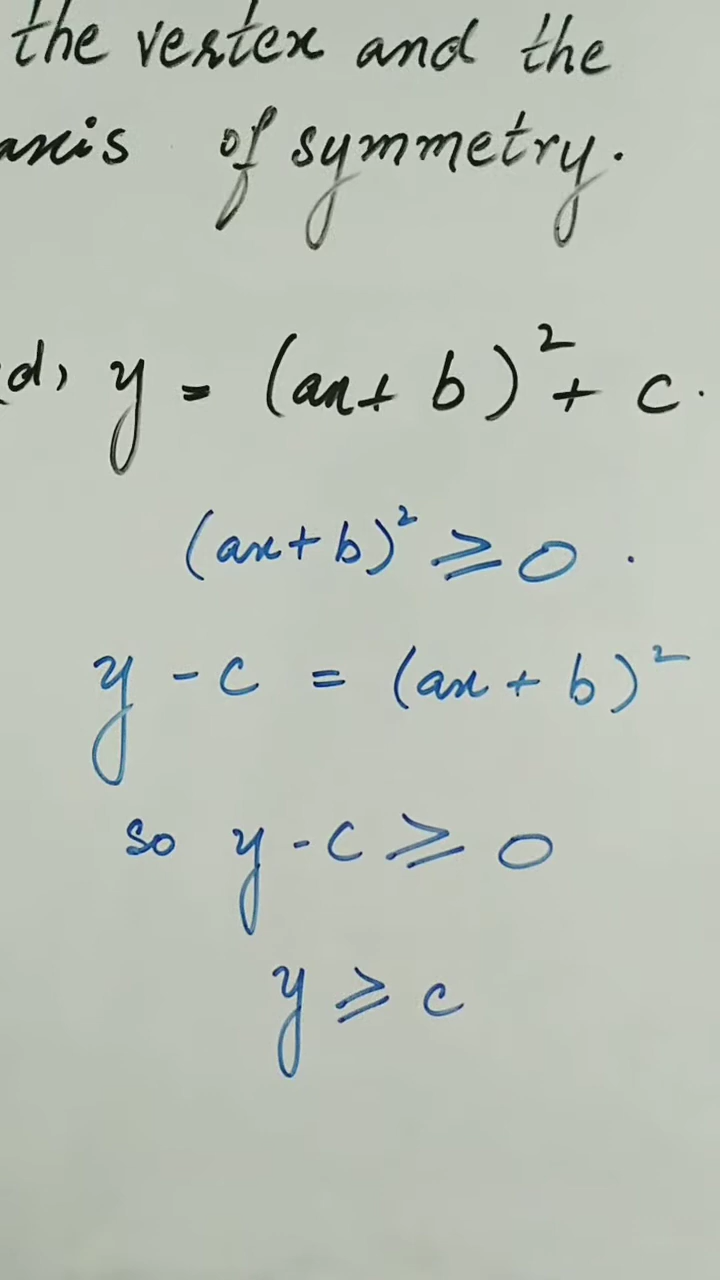 the vertex and the
axis of symmetry.
d, y = (ax + b)² + c.
(ax + b)² ⩾ 0.
y - c = (ax + b)²
so y - c ⩾ 0
y ⩾ c